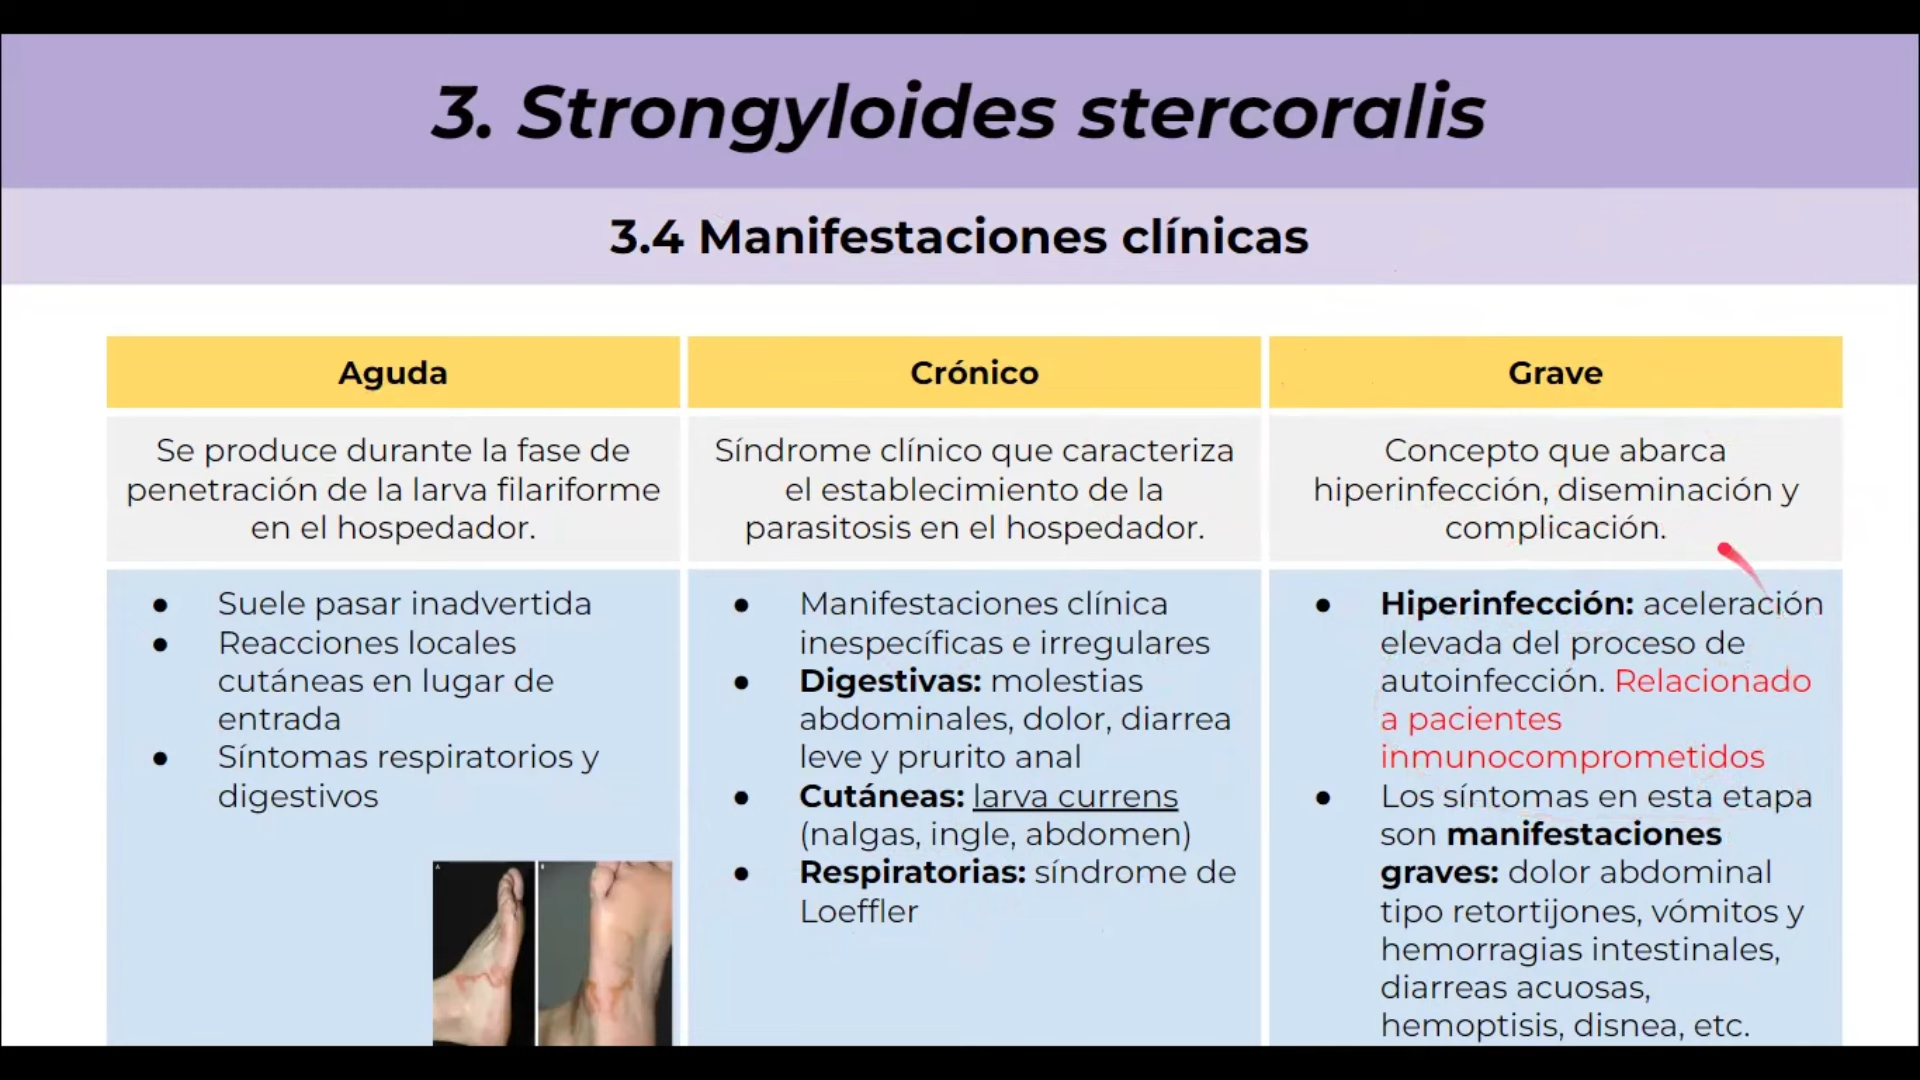 3. Strongyloides stercoralis
3.4 Manifestaciones clínicas
Aguda
Se produce durante la fase de
penetración de la larva filariforme
en el hospedador.
● Suele pasar inadvertida
● Reacciones locales
cutáneas en lugar de
entrada
● Síntomas respiratorios y
digestivos
Crónico
Síndrome clínico que caracteriza
el establecimiento de la
parasitosis en el hospedador.
● Manifestaciones clínica
inespecíficas e irregulares
● Digestivas: molestias
abdominales, dolor, diarrea
leve y prurito anal
● Cutáneas: larva currens
(nalgas, ingle, abdomen)
● Respiratorias: síndrome de
Loeffler
Grave
Concepto que abarca
hiperinfección, diseminación y
complicación.
● Hiperinfección: aceleración
elevada del proceso de
autoinfección. Relacionado
a pacientes
inmunocomprometidos
● Los síntomas en esta etapa
son manifestaciones
graves: dolor abdominal
tipo retortijones, vómitos y
hemorragias intestinales,
diarreas acuosas,
hemoptisis, disnea, etc.